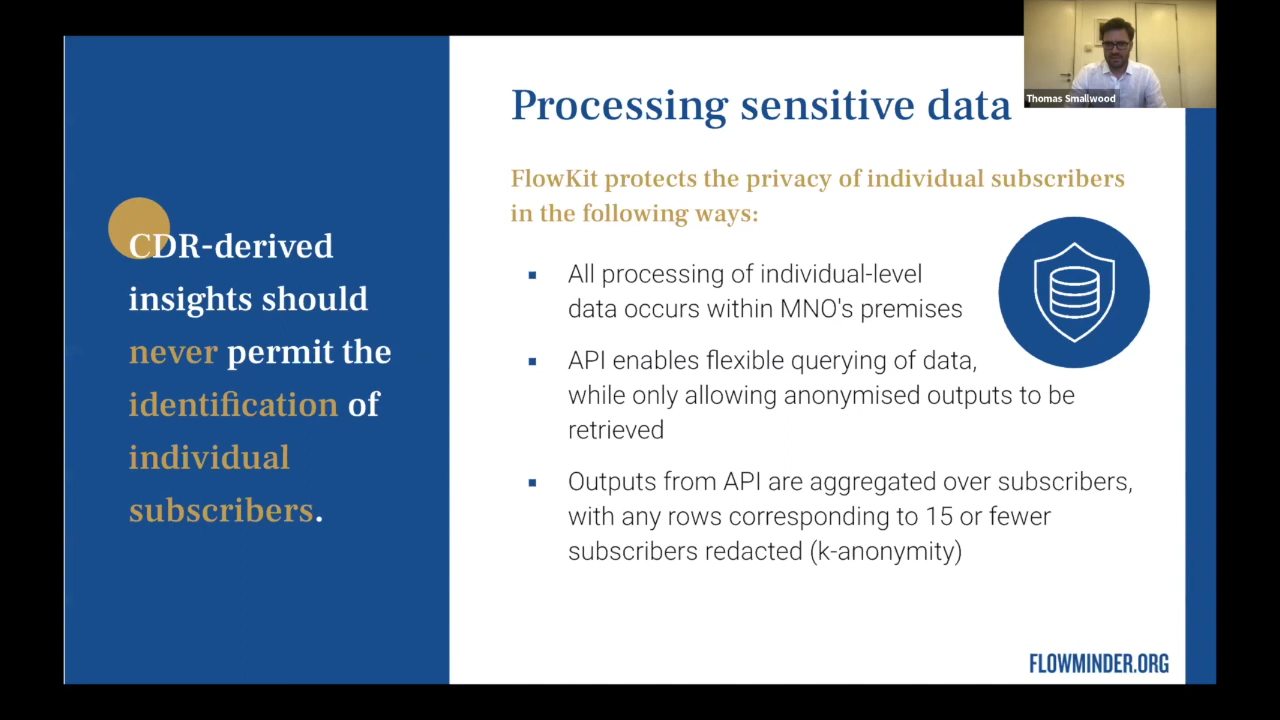 Thomas Smallwood
CDR-derived
insights should
never permit the
identification of
individual
subscribers.
Processing sensitive data
FlowKit protects the privacy of individual subscribers
in the following ways:
▪ All processing of individual-level
data occurs within MNO's premises
▪ API enables flexible querying of data,
while only allowing anonymised outputs to be
retrieved
▪ Outputs from API are aggregated over subscribers,
with any rows corresponding to 15 or fewer
subscribers redacted (k-anonymity)
FLOWMINDER.ORG